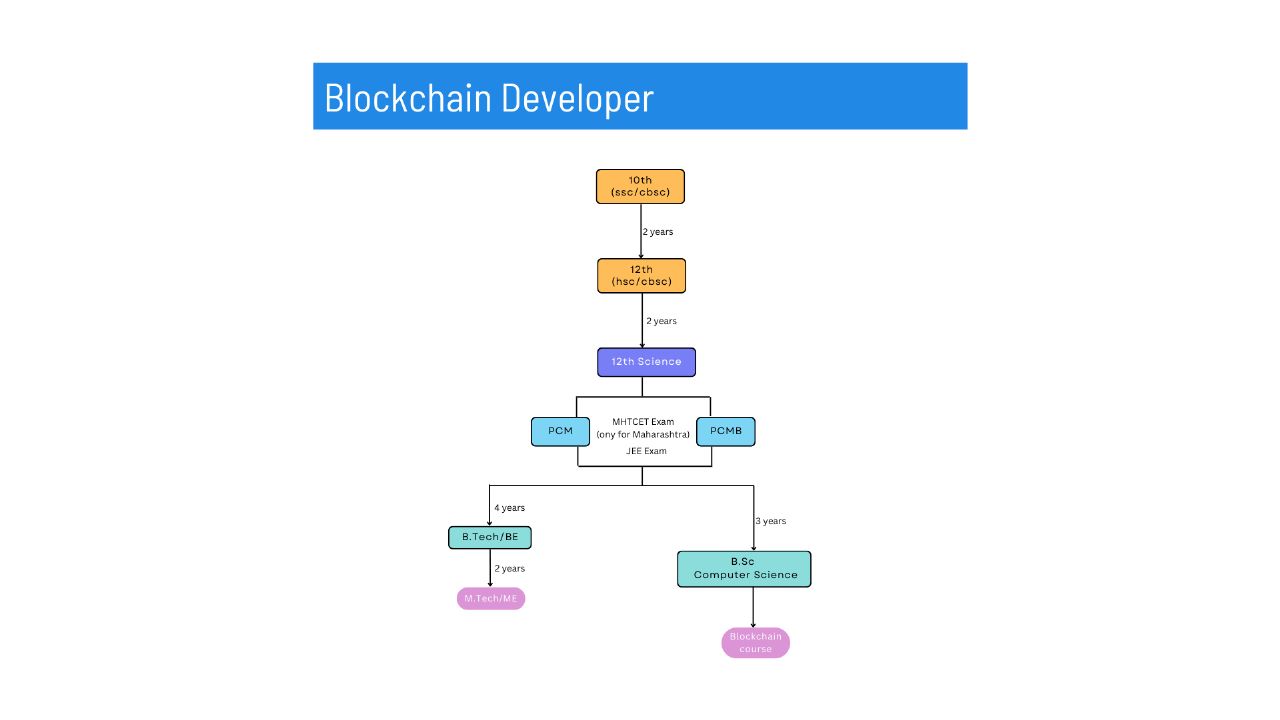 Blockchain Developer
10th
(ssc/cbsc)
2 years
12th
(hsc/cbsc)
2 years
12th Science
PCM
MHTCET Exam
(ony for Maharashtra)
JEE Exam
PCMB
4 years
3 years
B.Tech/BE
B.Sc
Computer Science
2 years
M.Tech/ME
Blockchain
course